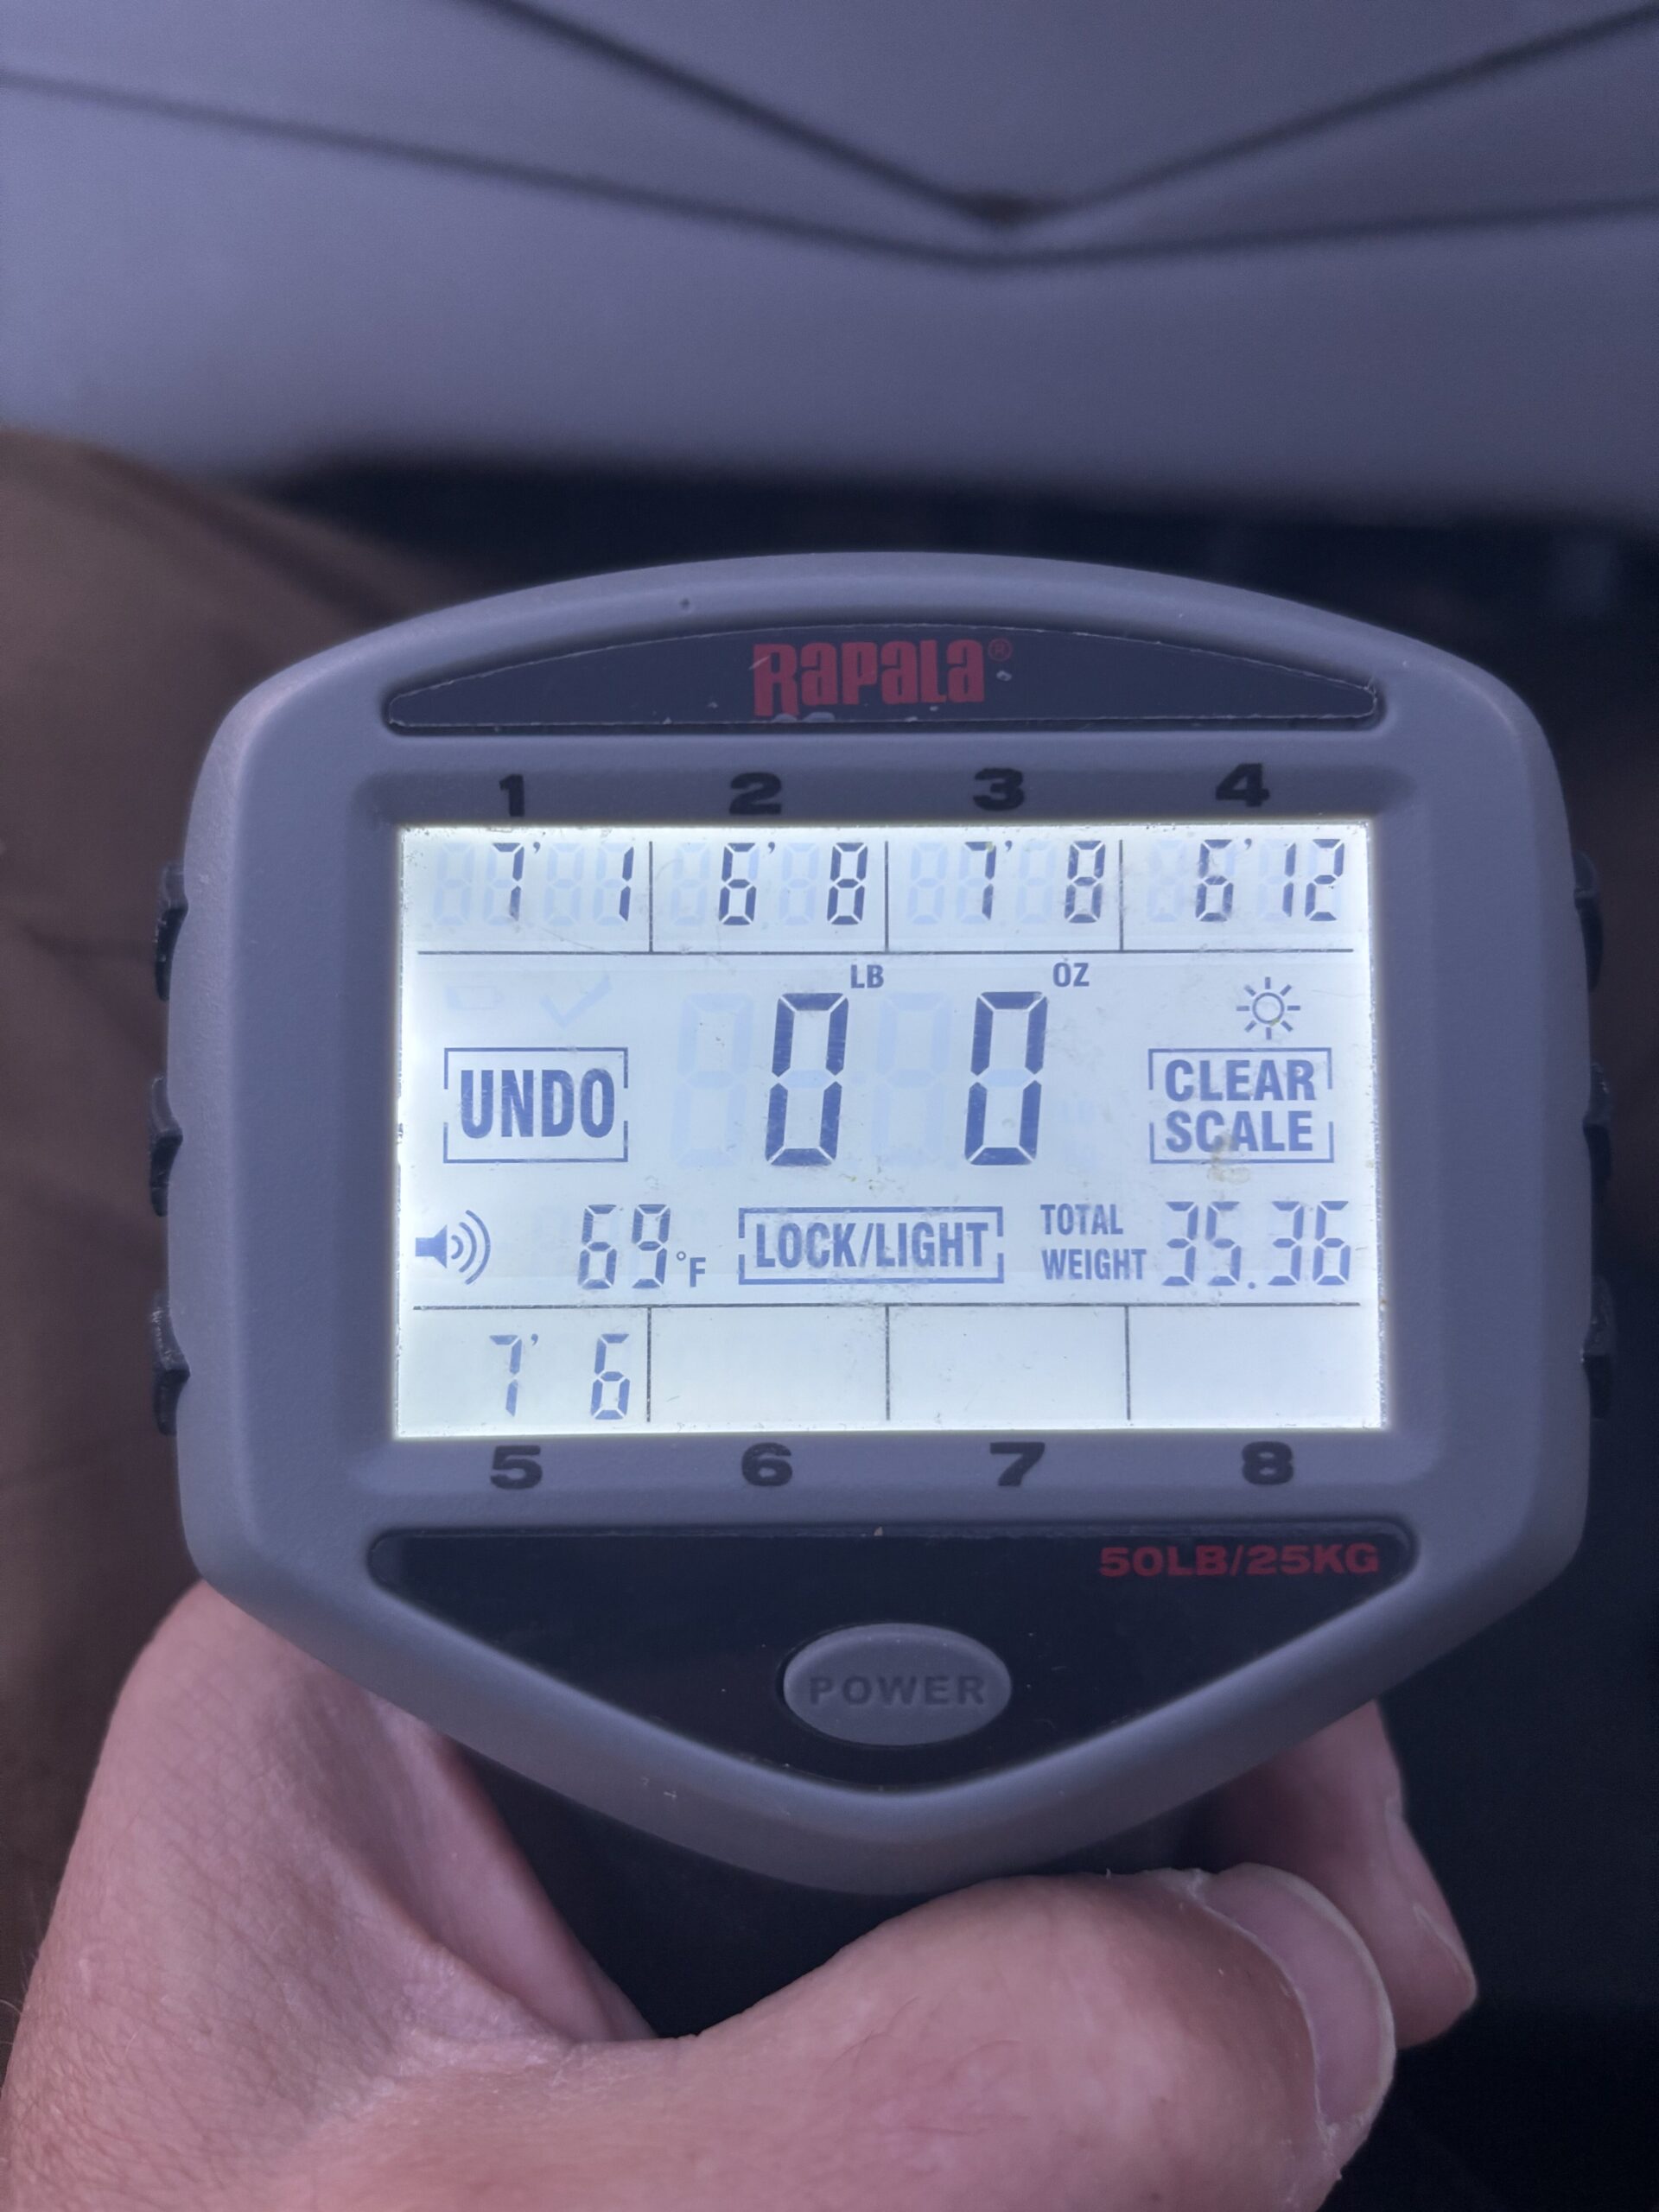 RAPALA®
1 2 3 4
7' 1 6' 8 7' 8 6' 12
LB OZ
0 0
UNDO
CLEAR
SCALE
69 °F LOCK/LIGHT TOTAL
WEIGHT 35.36
7' 6
5 6 7 8
50LB/25KG
POWER